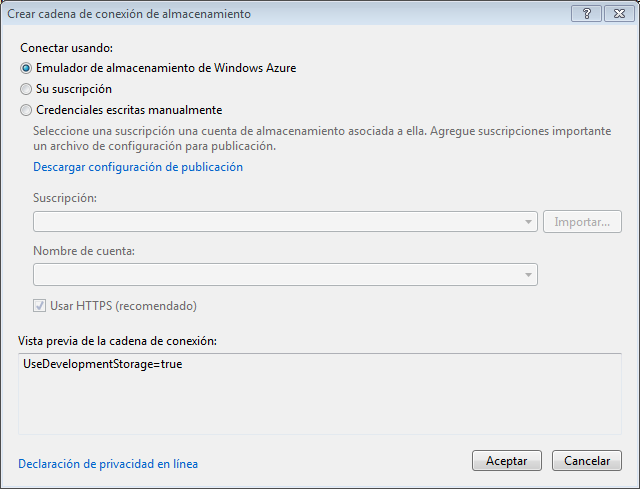 Crear cadena de conexión de almacenamiento
Conectar usando:
Emulador de almacenamiento de Windows Azure
Su suscripción
Credenciales escritas manualmente
Seleccione una suscripción una cuenta de almacenamiento asociada a ella. Agregue suscripciones importante
un archivo de configuración para publicación.
Descargar configuración de publicación
Suscripción:
Importar...
Nombre de cuenta:
Usar HTTPS (recomendado)
Vista previa de la cadena de conexión:
UseDevelopmentStorage=true
Declaración de privacidad en línea
Aceptar
Cancelar